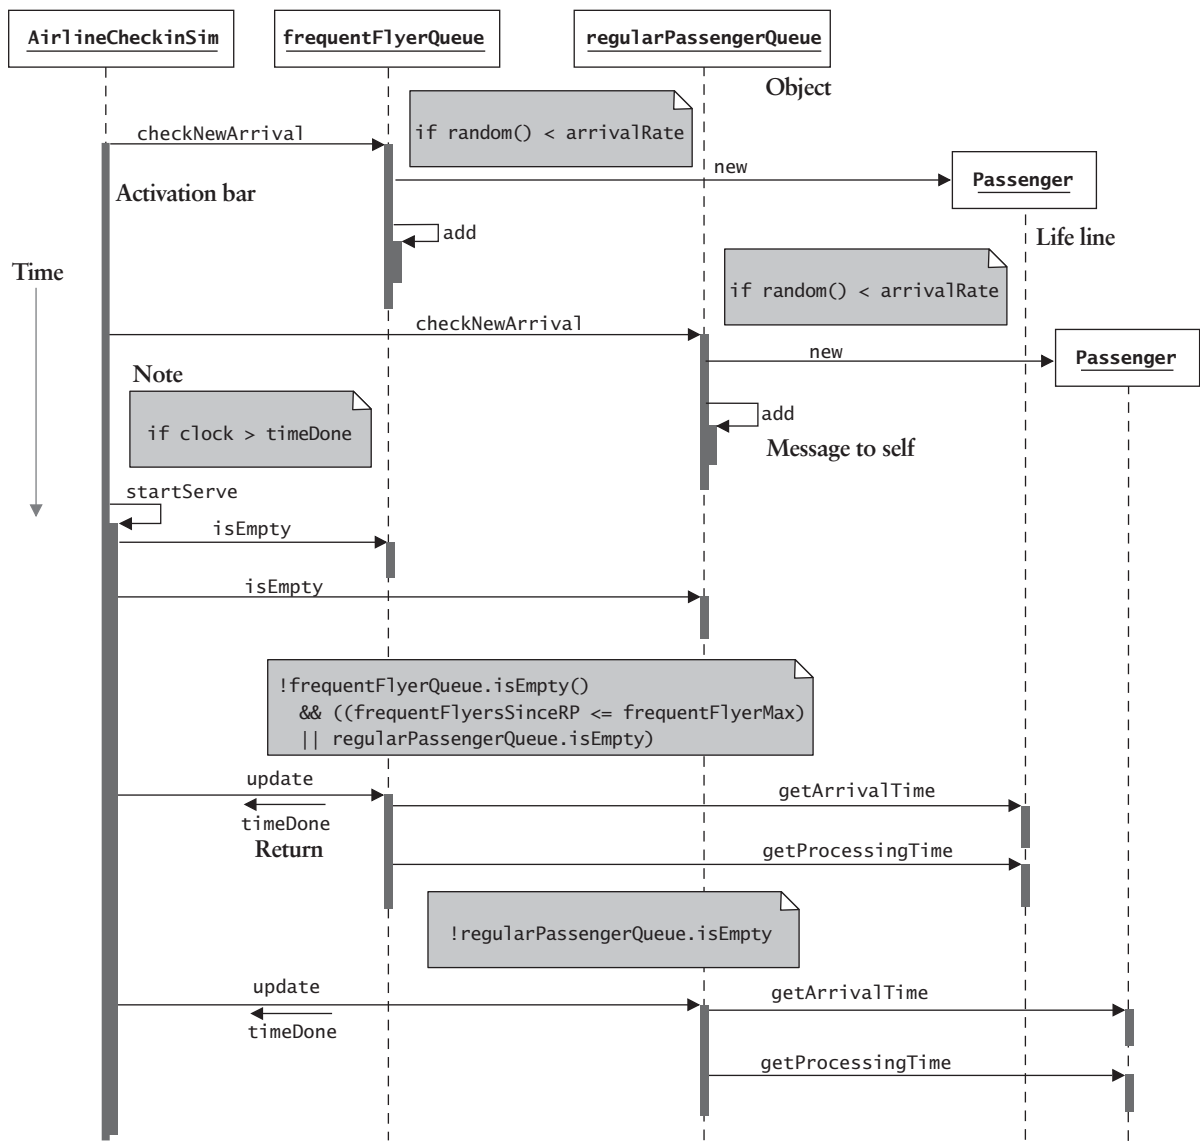 AirlineCheckinSim
frequentFlyerQueue
regularPassengerQueue
Object
if random() < arrivalRate
checkNewArrival
new
Passenger
Activation bar
add
Life line
Time
if random() < arrivalRate
checkNewArrival
new
Passenger
Note
if clock > timeDone
add
Message to self
startServe
isEmpty
isEmpty
!frequentFlyerQueue.isEmpty()
&& ((frequentFlyersSinceRP <= frequentFlyerMax)
|| regularPassengerQueue.isEmpty)
update
getArrivalTime
timeDone
Return
getProcessingTime
!regularPassengerQueue.isEmpty
update
getArrivalTime
timeDone
getProcessingTime